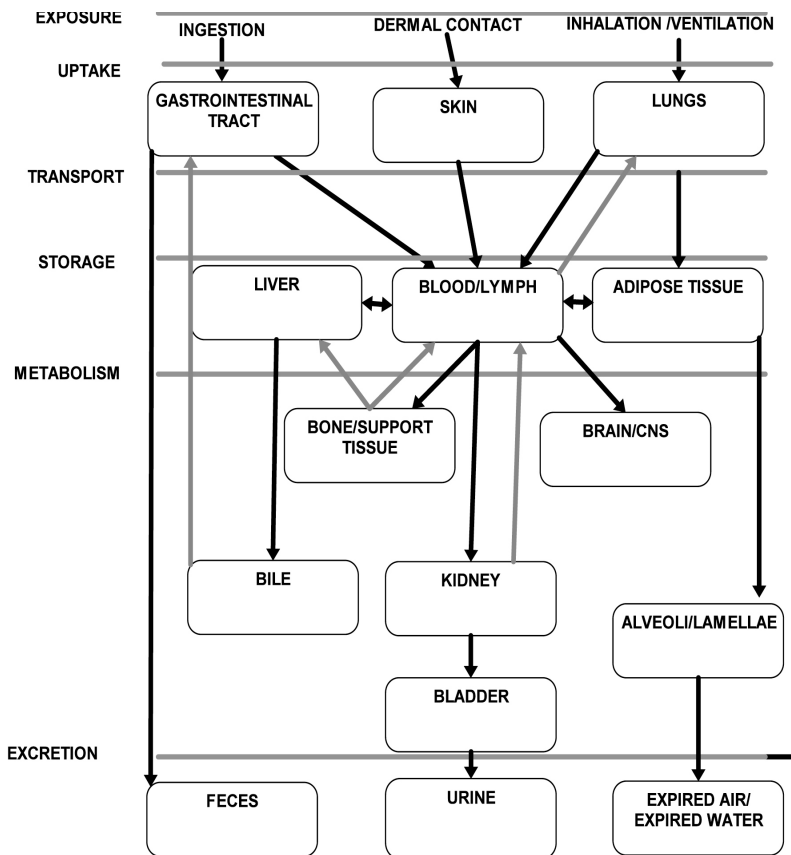 EXPOSURE
INGESTION
DERMAL CONTACT
INHALATION /VENTILATION
UPTAKE
GASTROINTESTINAL
TRACT
SKIN
LUNGS
TRANSPORT
STORAGE
LIVER
BLOOD/LYMPH
ADIPOSE TISSUE
METABOLISM
BONE/SUPPORT
TISSUE
BRAIN/CNS
BILE
KIDNEY
ALVEOLI/LAMELLAE
BLADDER
EXCRETION
FECES
URINE
EXPIRED AIR/
EXPIRED WATER